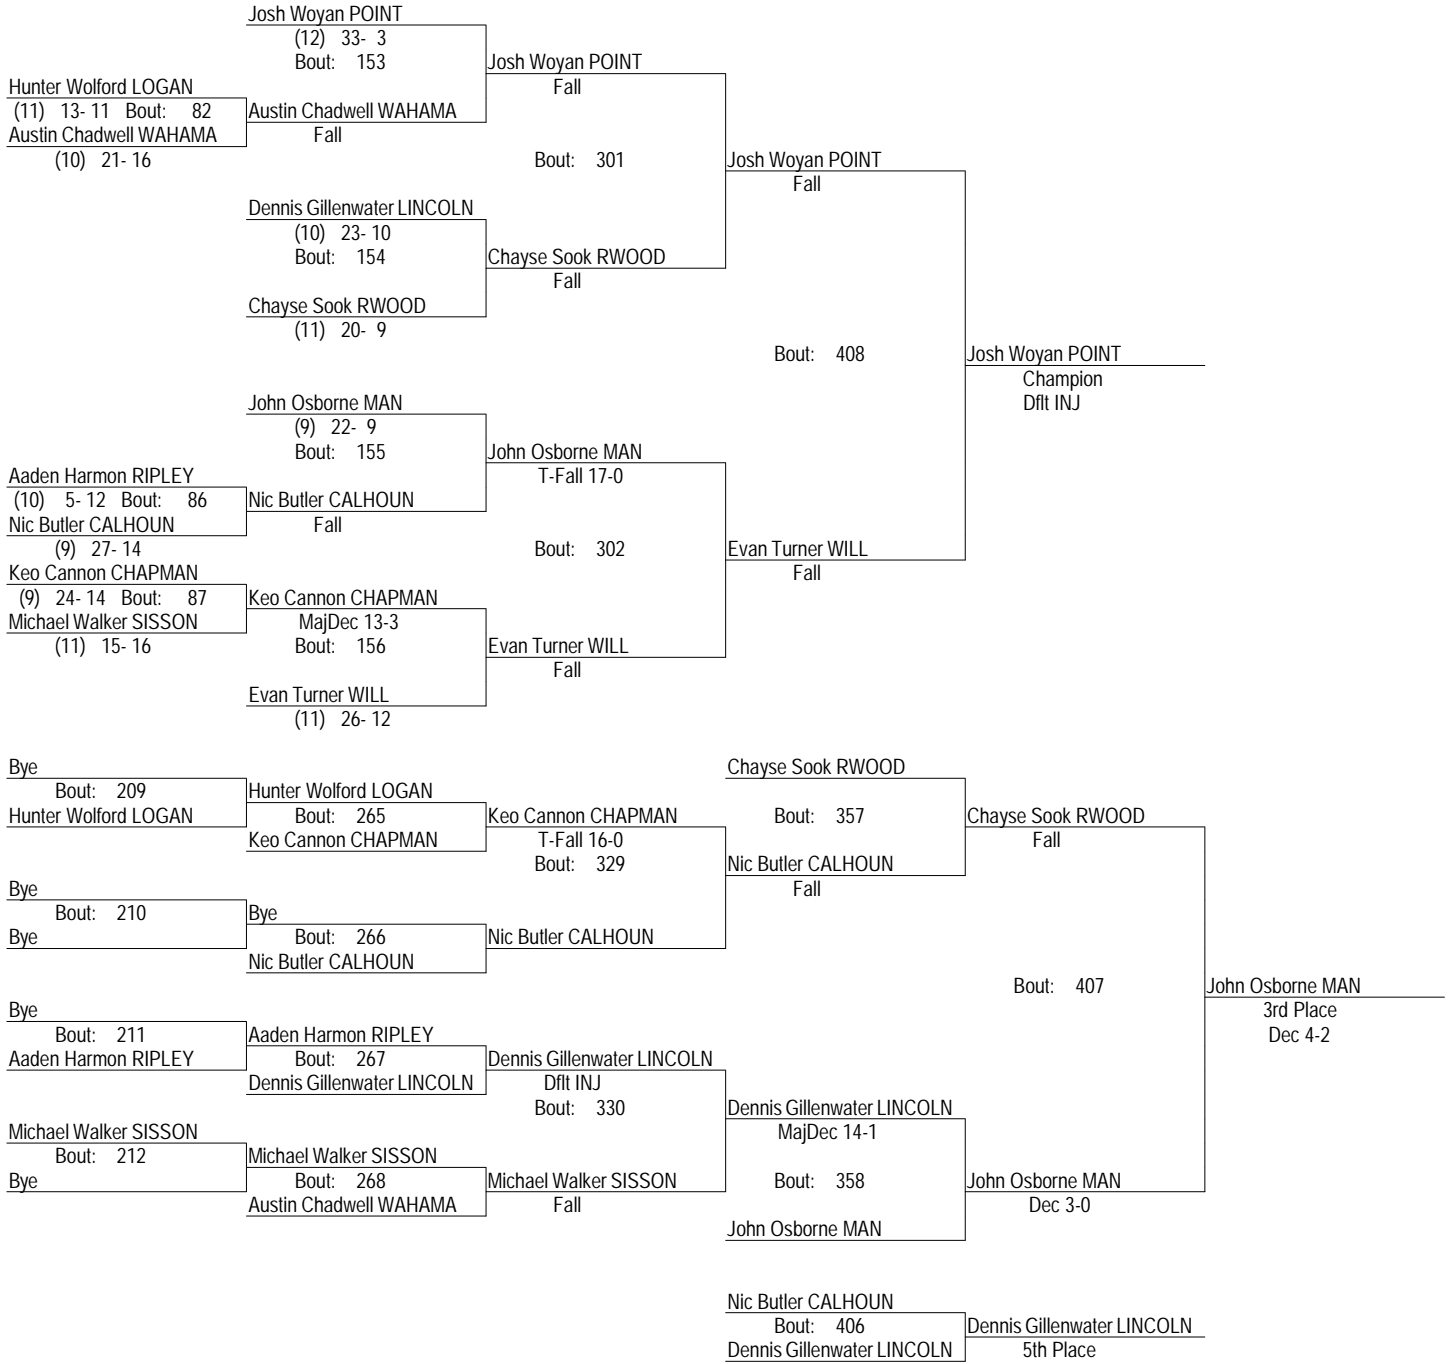 Josh Woyan POINT
(12) 33- 3
Bout: 153
Josh Woyan POINT
Fall
Hunter Wolford LOGAN
(11) 13- 11 Bout: 82
Austin Chadwell WAHAMA
Austin Chadwell WAHAMA
Fall
(10) 21- 16
Bout: 301
Josh Woyan POINT
Fall
Dennis Gillenwater LINCOLN
(10) 23- 10
Bout: 154
Chayse Sook RWOOD
Fall
Chayse Sook RWOOD
(11) 20- 9
Bout: 408
Josh Woyan POINT
Champion
Dflt INJ
John Osborne MAN
(9) 22- 9
Bout: 155
John Osborne MAN
T-Fall 17-0
Aaden Harmon RIPLEY
(10) 5- 12 Bout: 86
Nic Butler CALHOUN
Nic Butler CALHOUN
Fall
(9) 27- 14
Bout: 302
Evan Turner WILL
Fall
Keo Cannon CHAPMAN
(9) 24- 14 Bout: 87
Keo Cannon CHAPMAN
Michael Walker SISSON
MajDec 13-3
(11) 15- 16
Bout: 156
Evan Turner WILL
Fall
Evan Turner WILL
(11) 26- 12
Bye
Bout: 209
Hunter Wolford LOGAN
Hunter Wolford LOGAN
Bout: 265
Keo Cannon CHAPMAN
Keo Cannon CHAPMAN
T-Fall 16-0
Bout: 329
Chayse Sook RWOOD
Bout: 357
Chayse Sook RWOOD
Fall
Nic Butler CALHOUN
Fall
Bye
Bout: 210
Bye
Bye
Bout: 266
Nic Butler CALHOUN
Nic Butler CALHOUN
Bout: 407
John Osborne MAN
3rd Place
Dec 4-2
Bye
Bout: 211
Aaden Harmon RIPLEY
Aaden Harmon RIPLEY
Bout: 267
Dennis Gillenwater LINCOLN
Dennis Gillenwater LINCOLN
Dflt INJ
Bout: 330
Dennis Gillenwater LINCOLN
MajDec 14-1
Michael Walker SISSON
Bout: 212
Bye
Michael Walker SISSON
Bout: 268
Austin Chadwell WAHAMA
Michael Walker SISSON
Fall
Bout: 358
John Osborne MAN
Dec 3-0
John Osborne MAN
Nic Butler CALHOUN
Bout: 406
Dennis Gillenwater LINCOLN
Dennis Gillenwater LINCOLN
5th Place